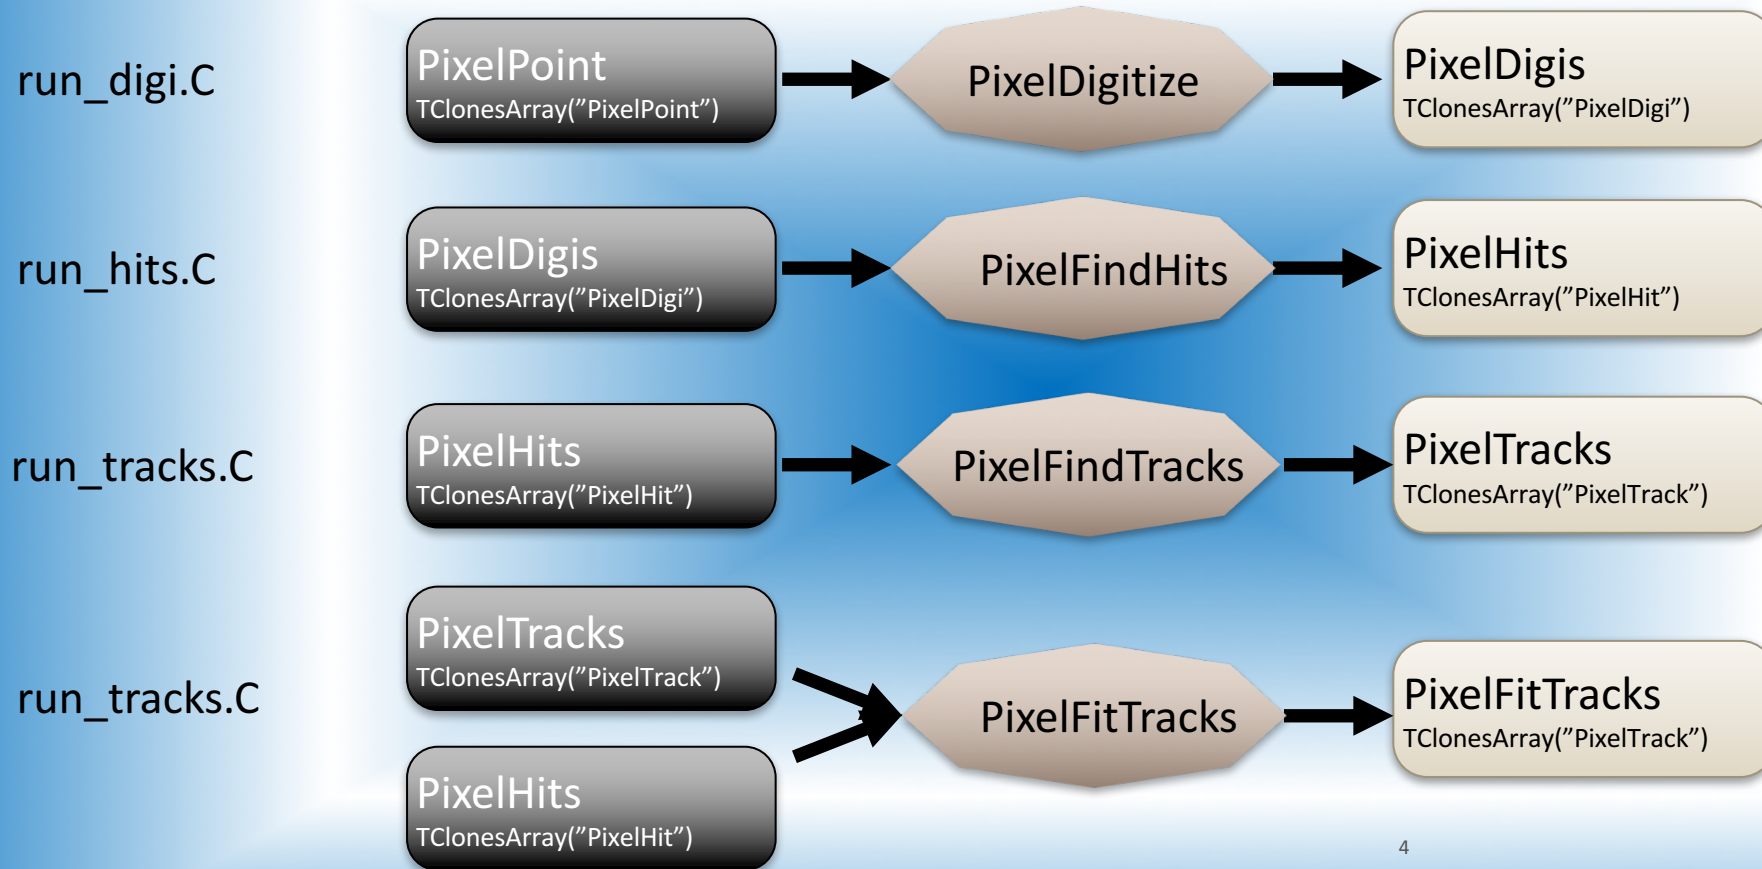 run_digi.C
PixelPoint
TClonesArray(”PixelPoint”)
PixelDigitize
PixelDigis
TClonesArray(”PixelDigi”)
run_hits.C
PixelDigis
TClonesArray(”PixelDigi”)
PixelFindHits
PixelHits
TClonesArray(”PixelHit”)
run_tracks.C
PixelHits
TClonesArray(”PixelHit”)
PixelFindTracks
PixelTracks
TClonesArray(”PixelTrack”)
run_tracks.C
PixelTracks
TClonesArray(”PixelTrack”)
PixelHits
TClonesArray(”PixelHit”)
PixelFitTracks
PixelFitTracks
TClonesArray(”PixelTrack”)
4